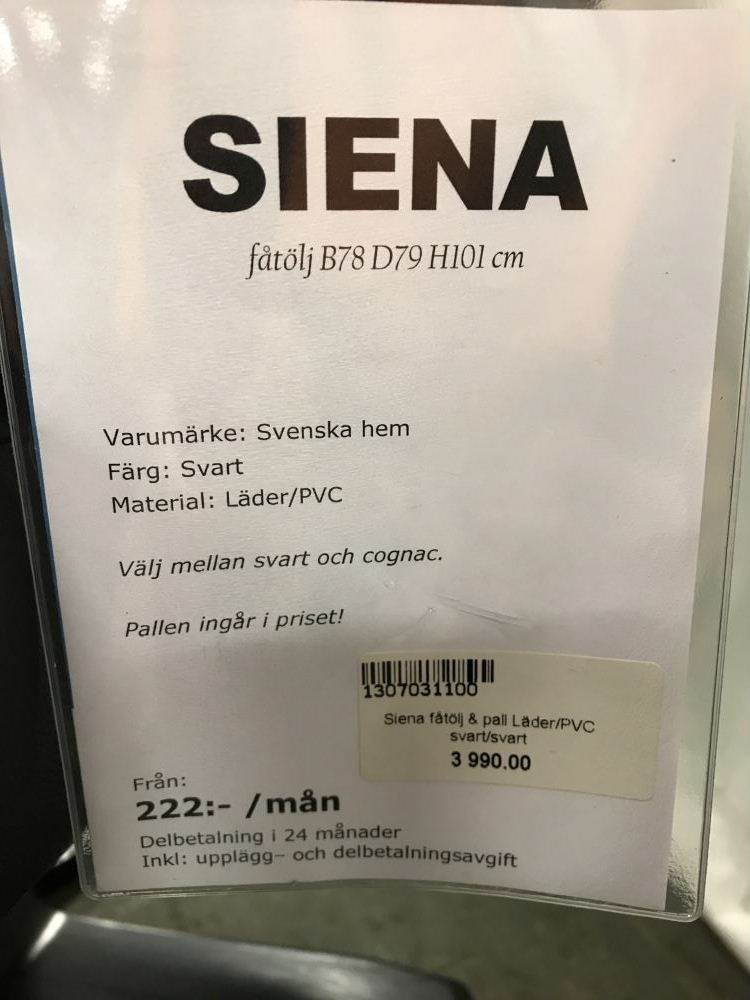 SIENA
fåtölj B78 D79 H101 cm
Varumärke: Svenska hem
Färg: Svart
Material: Läder/PVC
Välj mellan svart och cognac.
Pallen ingår i priset!
1307031100
Siena fåtölj & pall Läder/PVC
svart/svart
3 990.00
Från:
222:- /mån
Delbetalning i 24 månader
Inkl: upplägg- och delbetalningsavgift